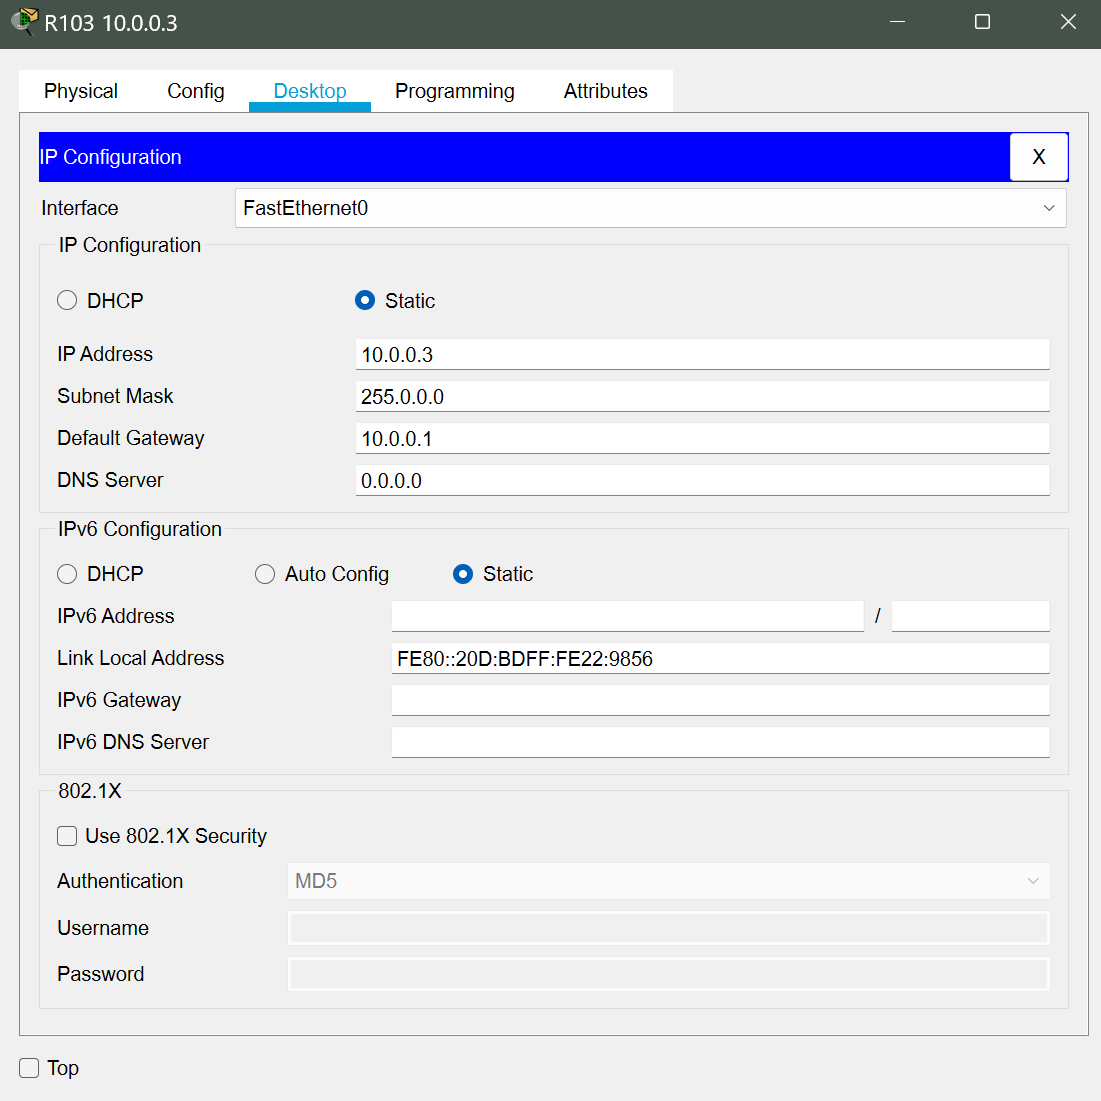 R103 10.0.0.3
Physical Config Desktop Programming Attributes
IP Configuration X
Interface FastEthernet0
IP Configuration
DHCP Static
IP Address 10.0.0.3
Subnet Mask 255.0.0.0
Default Gateway 10.0.0.1
DNS Server 0.0.0.0
IPv6 Configuration
DHCP Auto Config Static
IPv6 Address /
Link Local Address FE80::20D:BDFF:FE22:9856
IPv6 Gateway
IPv6 DNS Server
802.1X
Use 802.1X Security
Authentication MD5
Username
Password
Top